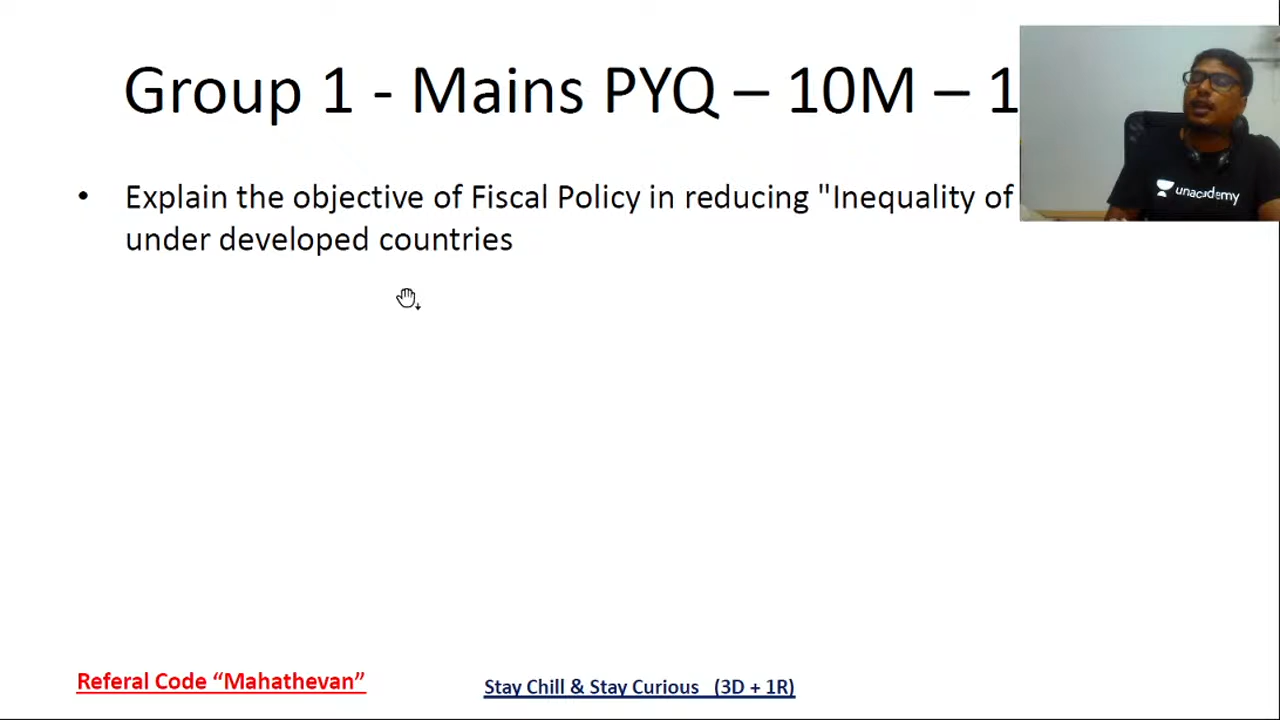 Group 1 - Mains PYQ – 10M – 1
• Explain the objective of Fiscal Policy in reducing "Inequality of
under developed countries
unacademy
Referal Code “Mahathevan”
Stay Chill & Stay Curious (3D + 1R)